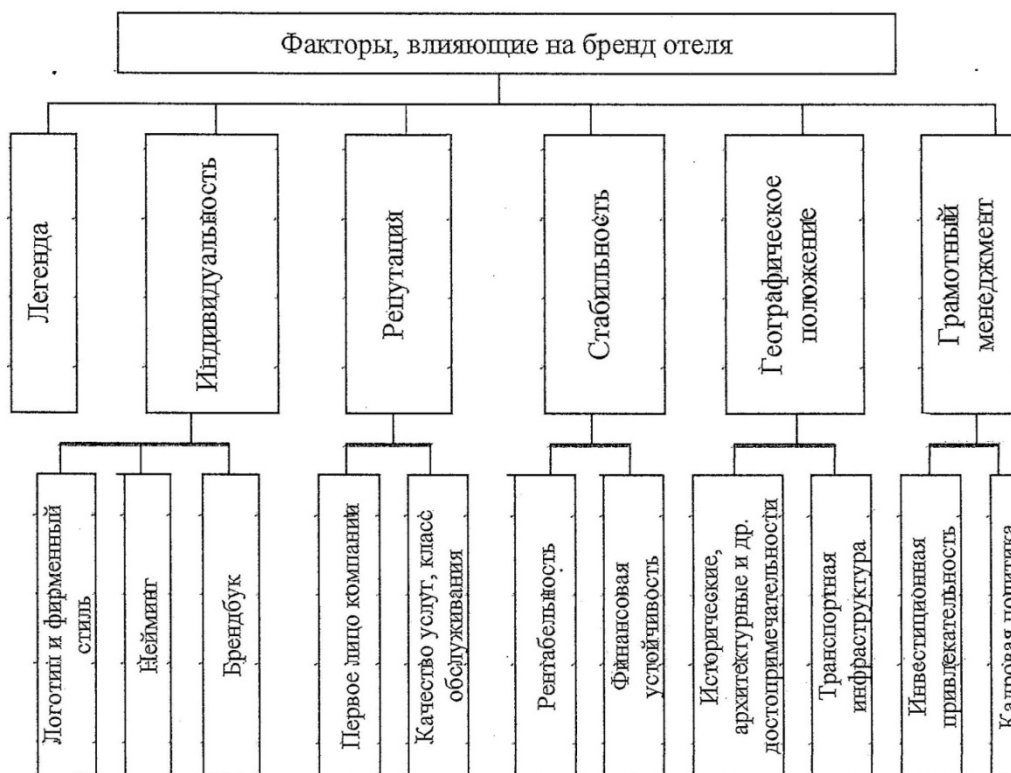 Факторы, влияющие на бренд отеля
Легенда
Индивидуальность
Репутация
Стабильность
Географическое
положение
Грамотный
менеджмент
Логотип и фирменный
стиль
Нейминг
Брендбук
Первое лицо компании
Качество услуг, класс
обслуживания
Рентабельность
Финансовая
устойчивость
Исторические,
архитектурные и др.
достопримечательности
Транспортная
инфраструктура
Инвестиционная
привлекательность
Кадровая политика